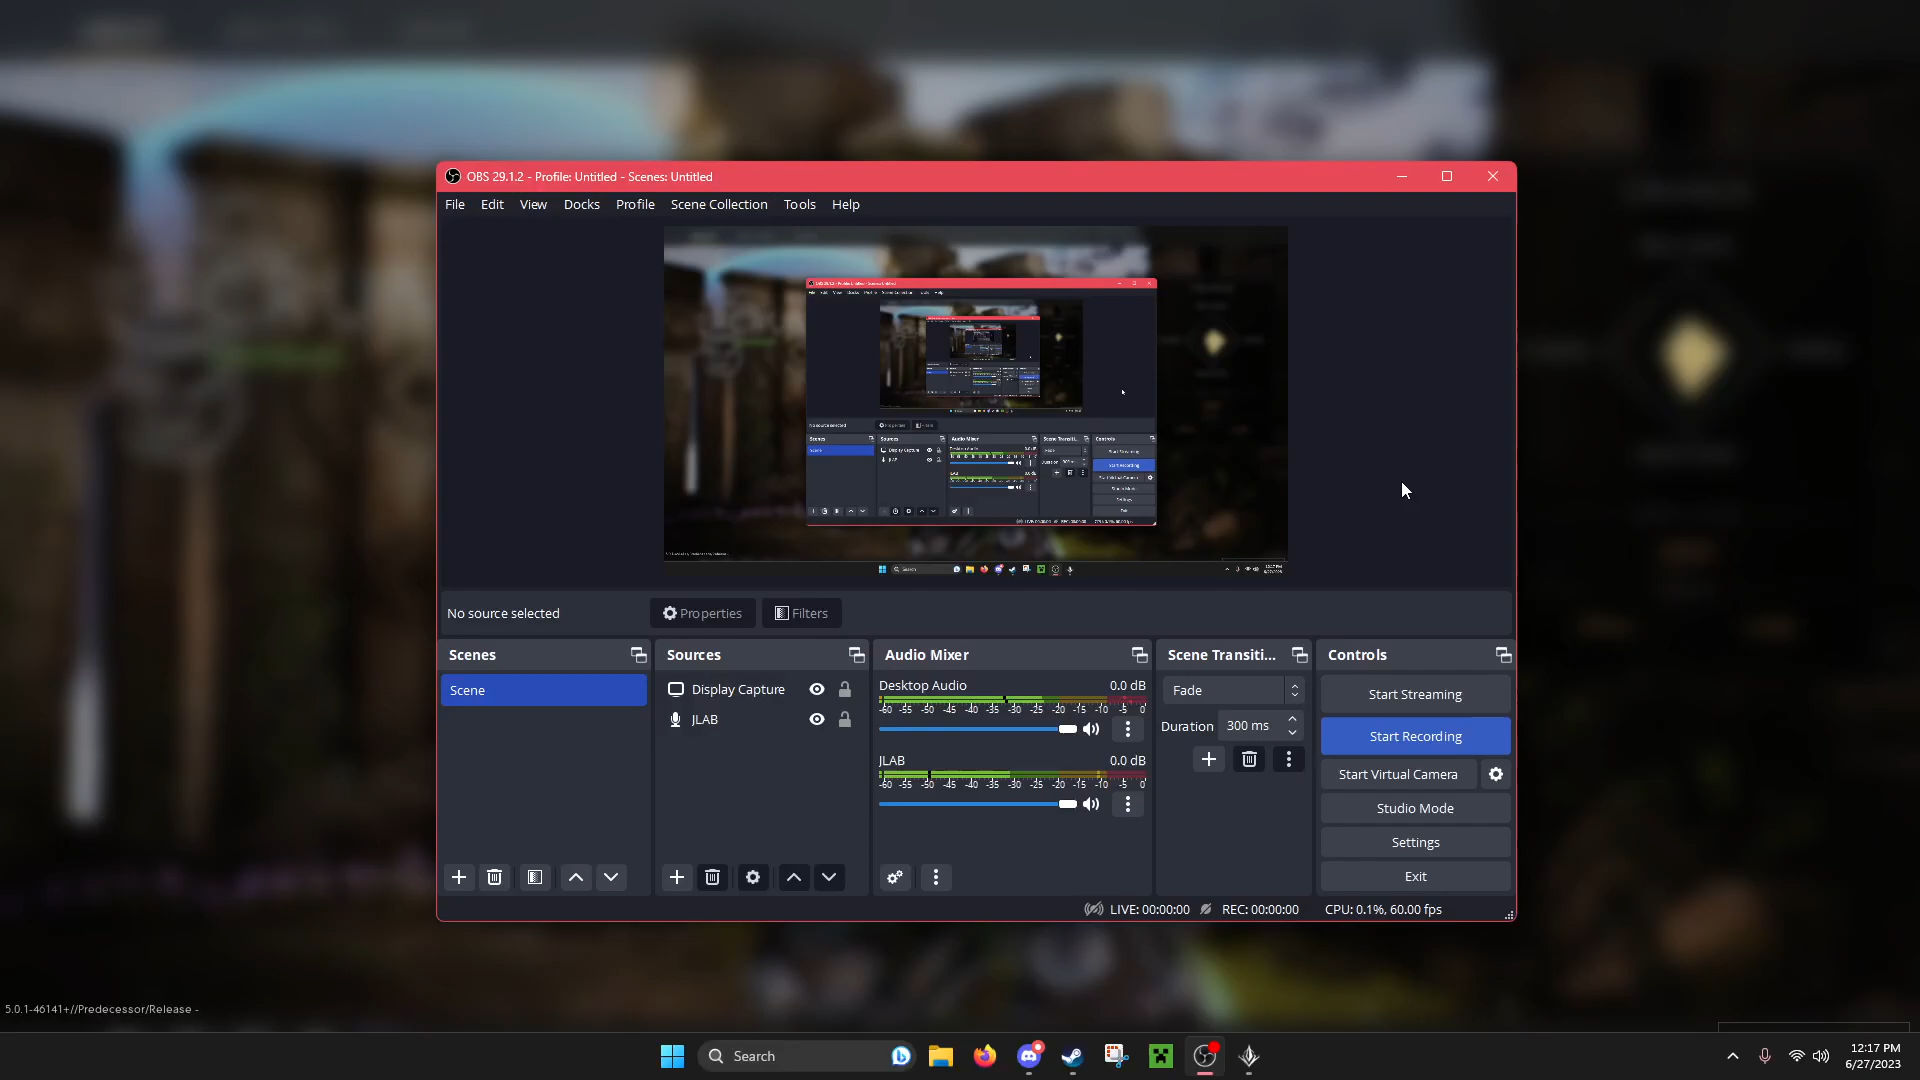 OBS 29.1.2 - Profile: Untitled - Scenes: Untitled
File Edit View Docks Profile Scene Collection Tools Help
No source selected Properties Filters
Scenes Sources Audio Mixer Scene Transiti... Controls
Scene
Display Capture
JLAB
Desktop Audio 0.0 dB
-60 -55 -50 -45 -40 -35 -30 -25 -20 -15 -10 -5 0
JLAB 0.0 dB
-60 -55 -50 -45 -40 -35 -30 -25 -20 -15 -10 -5 0
Fade
Duration 300 ms
Start Streaming
Start Recording
Start Virtual Camera
Studio Mode
Settings
Exit
LIVE: 00:00:00 REC: 00:00:00 CPU: 0.1%, 60.00 fps
5.0.1-46141+//Predecessor/Release -
Search
12:17 PM
6/27/2023